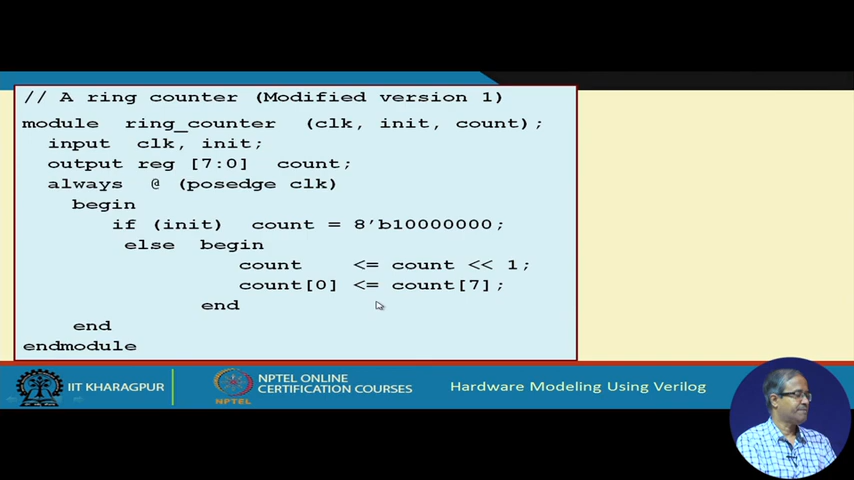 // A ring counter (Modified version 1)
module ring_counter (clk, init, count);
input clk, init;
output reg [7:0] count;
always @ (posedge clk)
begin
if (init) count = 8’b10000000;
else begin
count <= count << 1;
count[0] <= count[7];
end
end
endmodule
IIT KHARAGPUR
NPTEL
NPTEL ONLINE
CERTIFICATION COURSES
Hardware Modeling Using Verilog